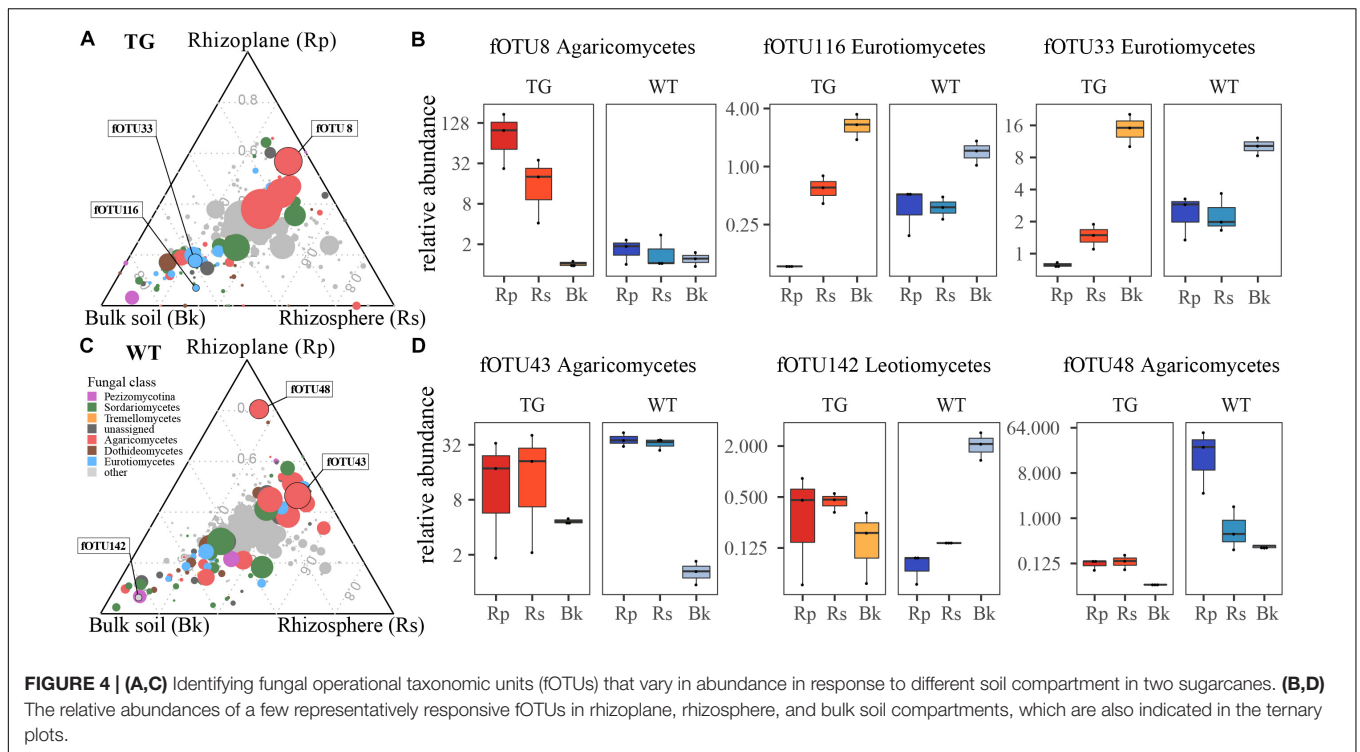 A
TG
Rhizoplane (Rp)
0.8
0.6
fOTU33
fOTU 8
fOTU116
0.6
0.8
Bulk soil (Bk)
Rhizosphere (Rs)
B
fOTU8 Agaricomycetes
fOTU116 Eurotiomycetes
fOTU33 Eurotiomycetes
TG
WT
TG
WT
TG
WT
relative abundance
128
32
8
2
4.00
1.00
0.25
16
8
4
2
1
Rp Rs Bk Rp Rs Bk
Rp Rs Bk Rp Rs Bk
Rp Rs Bk Rp Rs Bk
C
WT
Rhizoplane (Rp)
Fungal class
Pezizomycotina
Sordariomycetes
Tremellomycetes
unassigned
Agaricomycetes
Dothideomycetes
Eurotiomycetes
other
fOTU48
0.6
fOTU43
fOTU142
0.6
0.8
Bulk soil (Bk)
Rhizosphere (Rs)
D
fOTU43 Agaricomycetes
fOTU142 Leotiomycetes
fOTU48 Agaricomycetes
TG
WT
TG
WT
TG
WT
relative abundance
32
8
2
2.000
0.500
0.125
64.000
8.000
1.000
0.125
Rp Rs Bk Rp Rs Bk
Rp Rs Bk Rp Rs Bk
Rp Rs Bk Rp Rs Bk
FIGURE 4 | (A,C) Identifying fungal operational taxonomic units (fOTUs) that vary in abundance in response to different soil compartment in two sugarcanes. (B,D)
The relative abundances of a few representatively responsive fOTUs in rhizoplane, rhizosphere, and bulk soil compartments, which are also indicated in the ternary
plots.